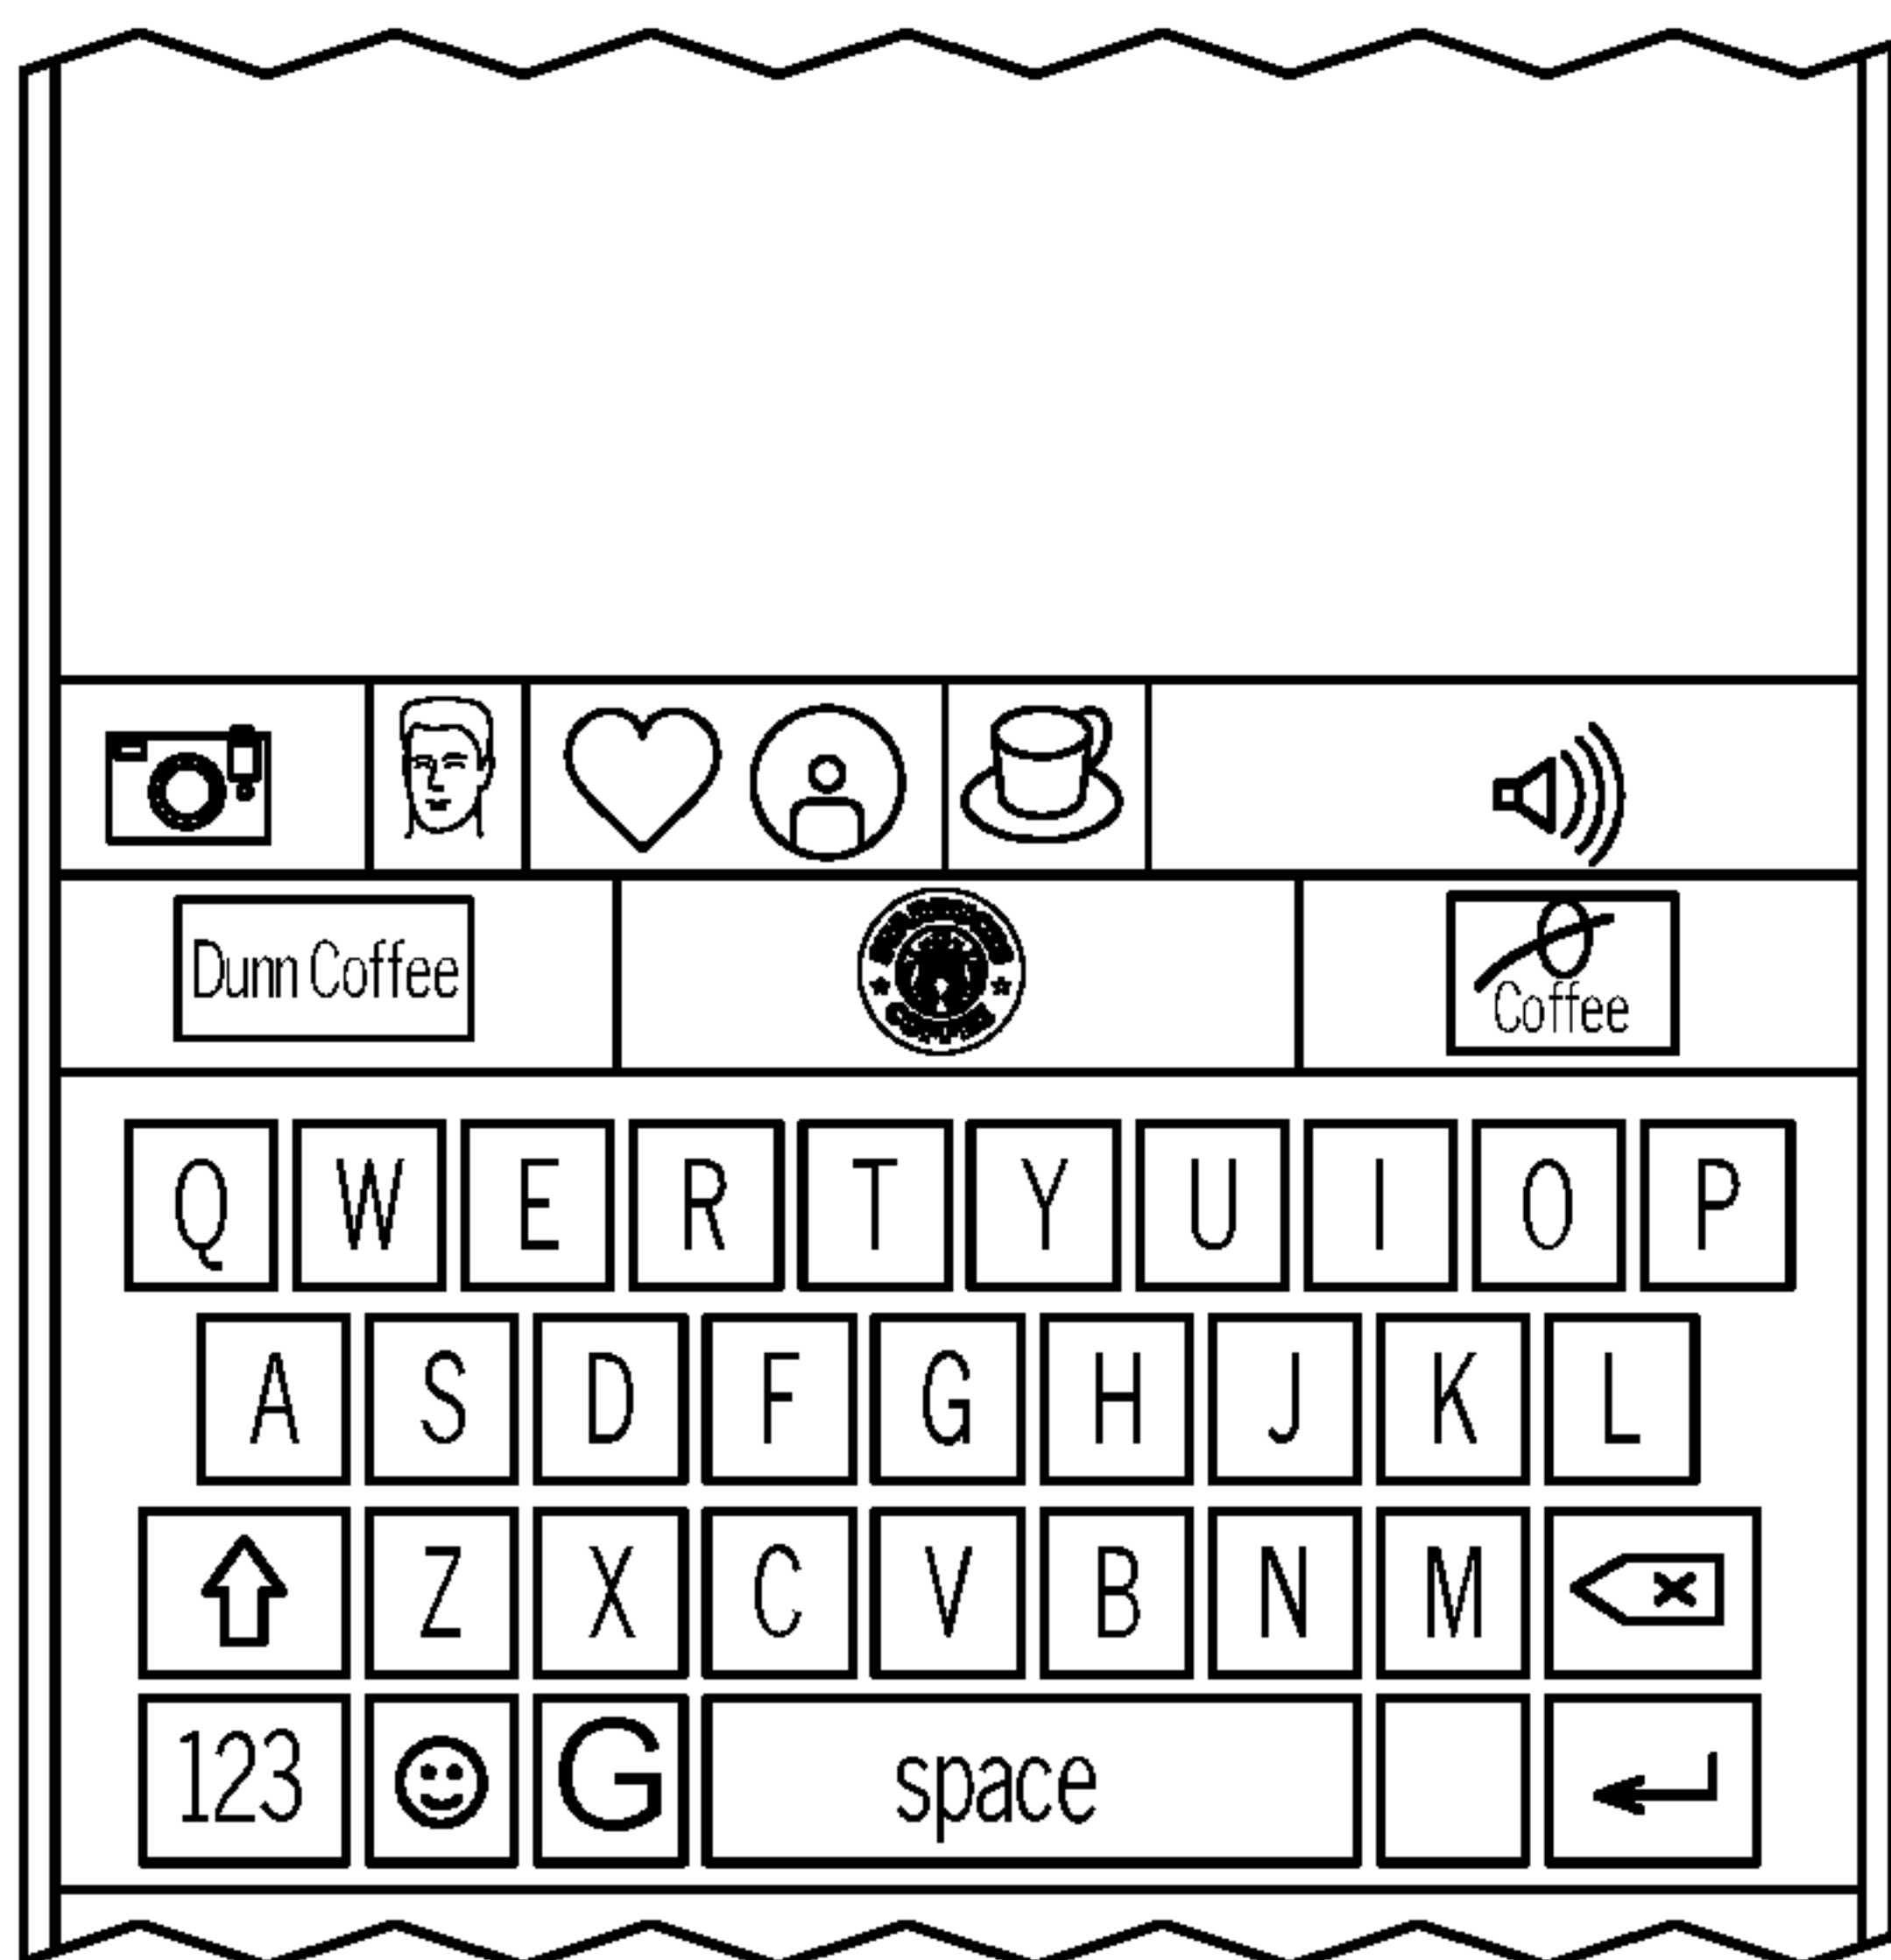 Dunn Coffee
Coffee
Q W E R T Y U I O P
A S D F G H J K L
Z X C V B N M
123 G space